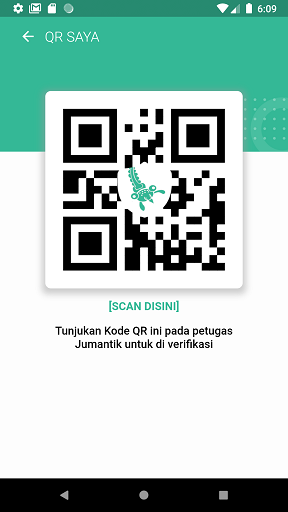 6:09
QR SAYA
[SCAN DISINI]
Tunjukan Kode QR ini pada petugas
Jumantik untuk di verifikasi